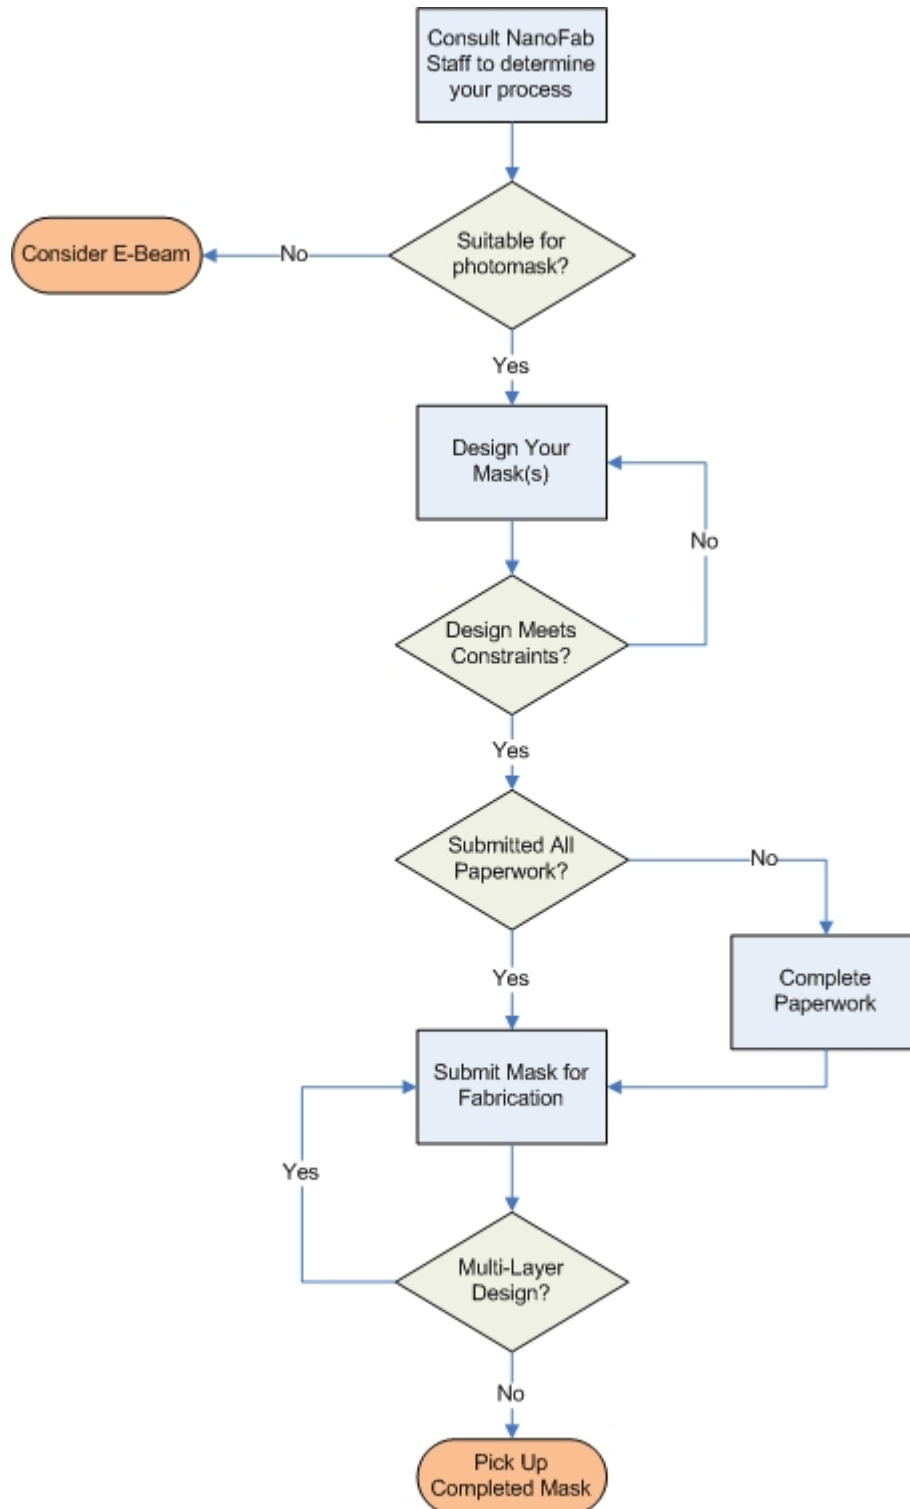 Consult NanoFab
Staff to determine
your process
Suitable for
photomask?
No
Consider E-Beam
Yes
Design Your
Mask(s)
No
Design Meets
Constraints?
Yes
Submitted All
Paperwork?
No
Complete
Paperwork
Yes
Submit Mask for
Fabrication
Yes
Multi-Layer
Design?
No
Pick Up
Completed Mask